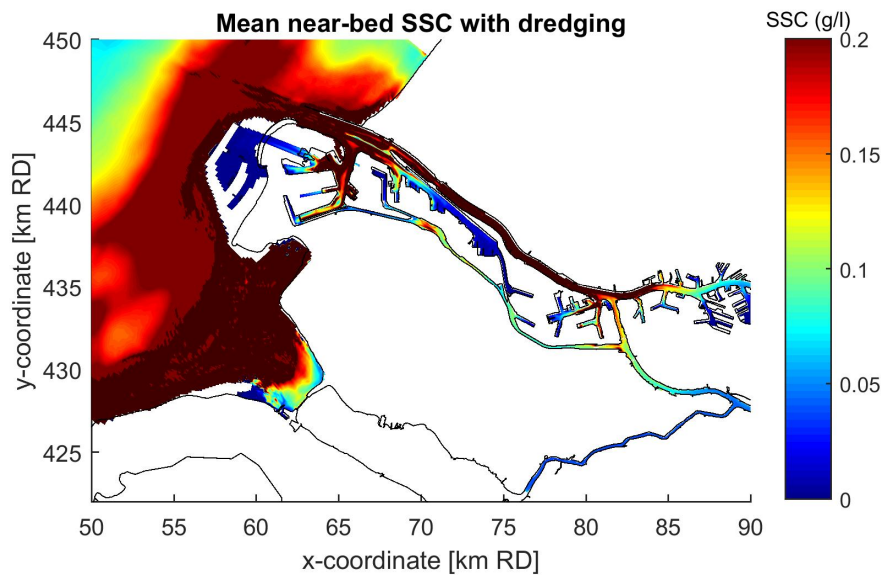 Mean near-bed SSC with dredging
SSC (g/l)
y-coordinate [km RD]
450
445
440
435
430
425
50 55 60 65 70 75 80 85 90
x-coordinate [km RD]
0.2
0.15
0.1
0.05
0